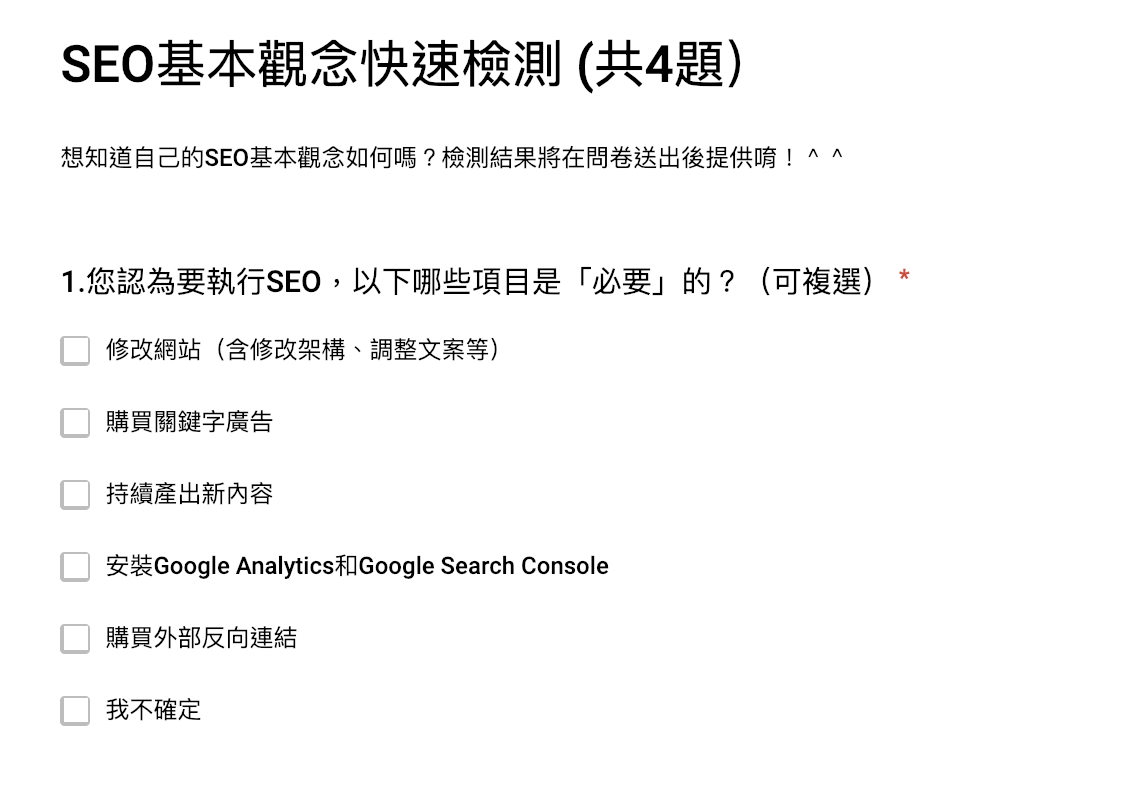 SEO基本觀念快速檢測 (共4題）
想知道自己的SEO基本觀念如何嗎？檢測結果將在問卷送出後提供唷！＾＾
1.您認為要執行SEO，以下哪些項目是「必要」的？（可複選） *
修改網站（含修改架構、調整文案等）
購買關鍵字廣告
持續產出新內容
安裝Google Analytics和Google Search Console
購買外部反向連結
我不確定